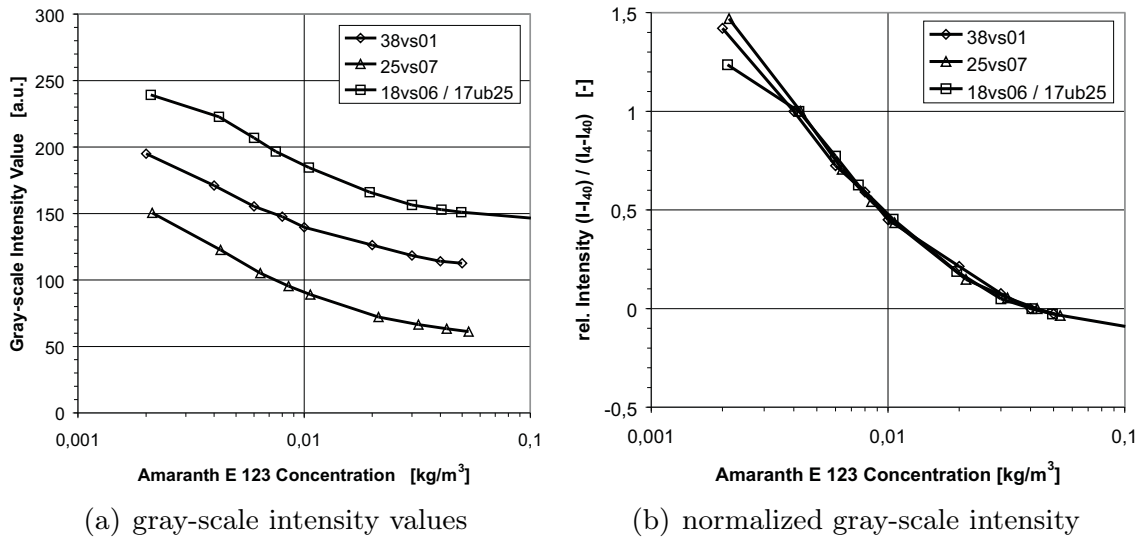 300
250
200
150
100
50
0
Gray-scale Intensity Value [a.u.]
38vs01
25vs07
18vs06 / 17ub25
0,001
0,01
0,1
Amaranth E 123 Concentration [kg/m³]
(a) gray-scale intensity values
1,5
1
0,5
0
-0,5
rel. Intensity (I-I₄₀) / (I₄-I₄₀) [-]
38vs01
25vs07
18vs06 / 17ub25
0,001
0,01
0,1
Amaranth E 123 Concentration [kg/m³]
(b) normalized gray-scale intensity